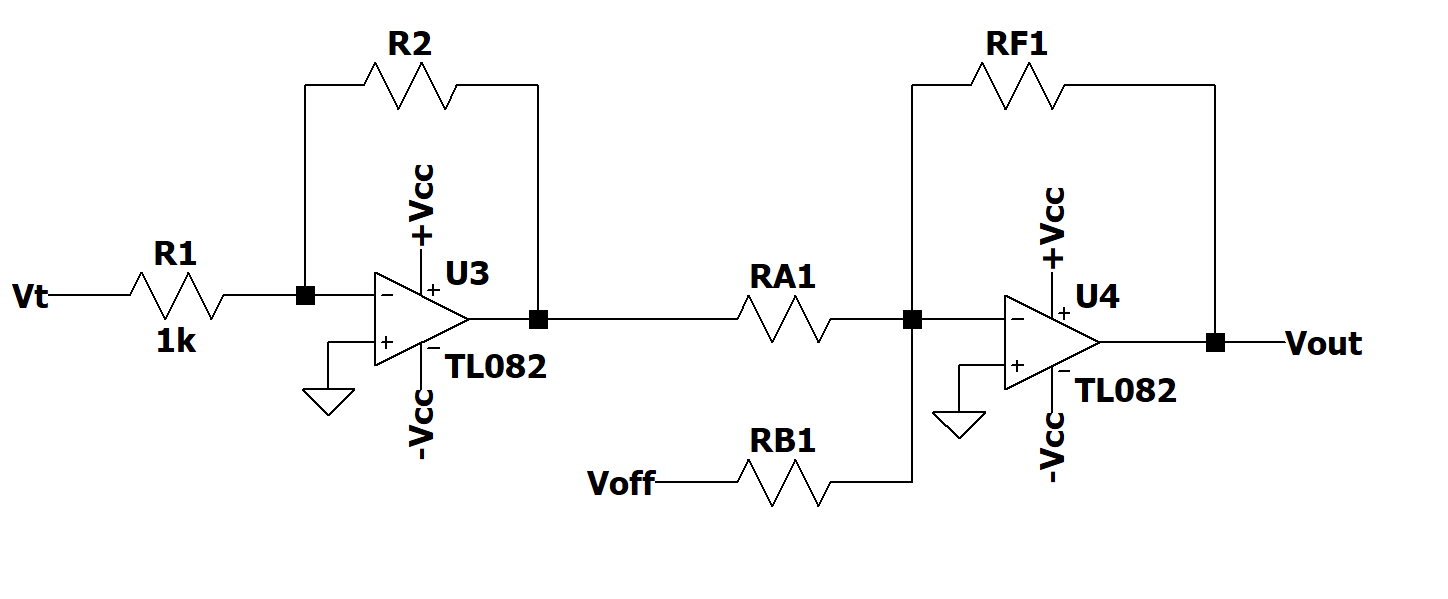 R2
RF1
+Vcc
+Vcc
R1
U3
Vt
+
-
RA1
U4
+
-
1k
+
-
TL082
Vout
+
-
TL082
-Vcc
-Vcc
RB1
Voff